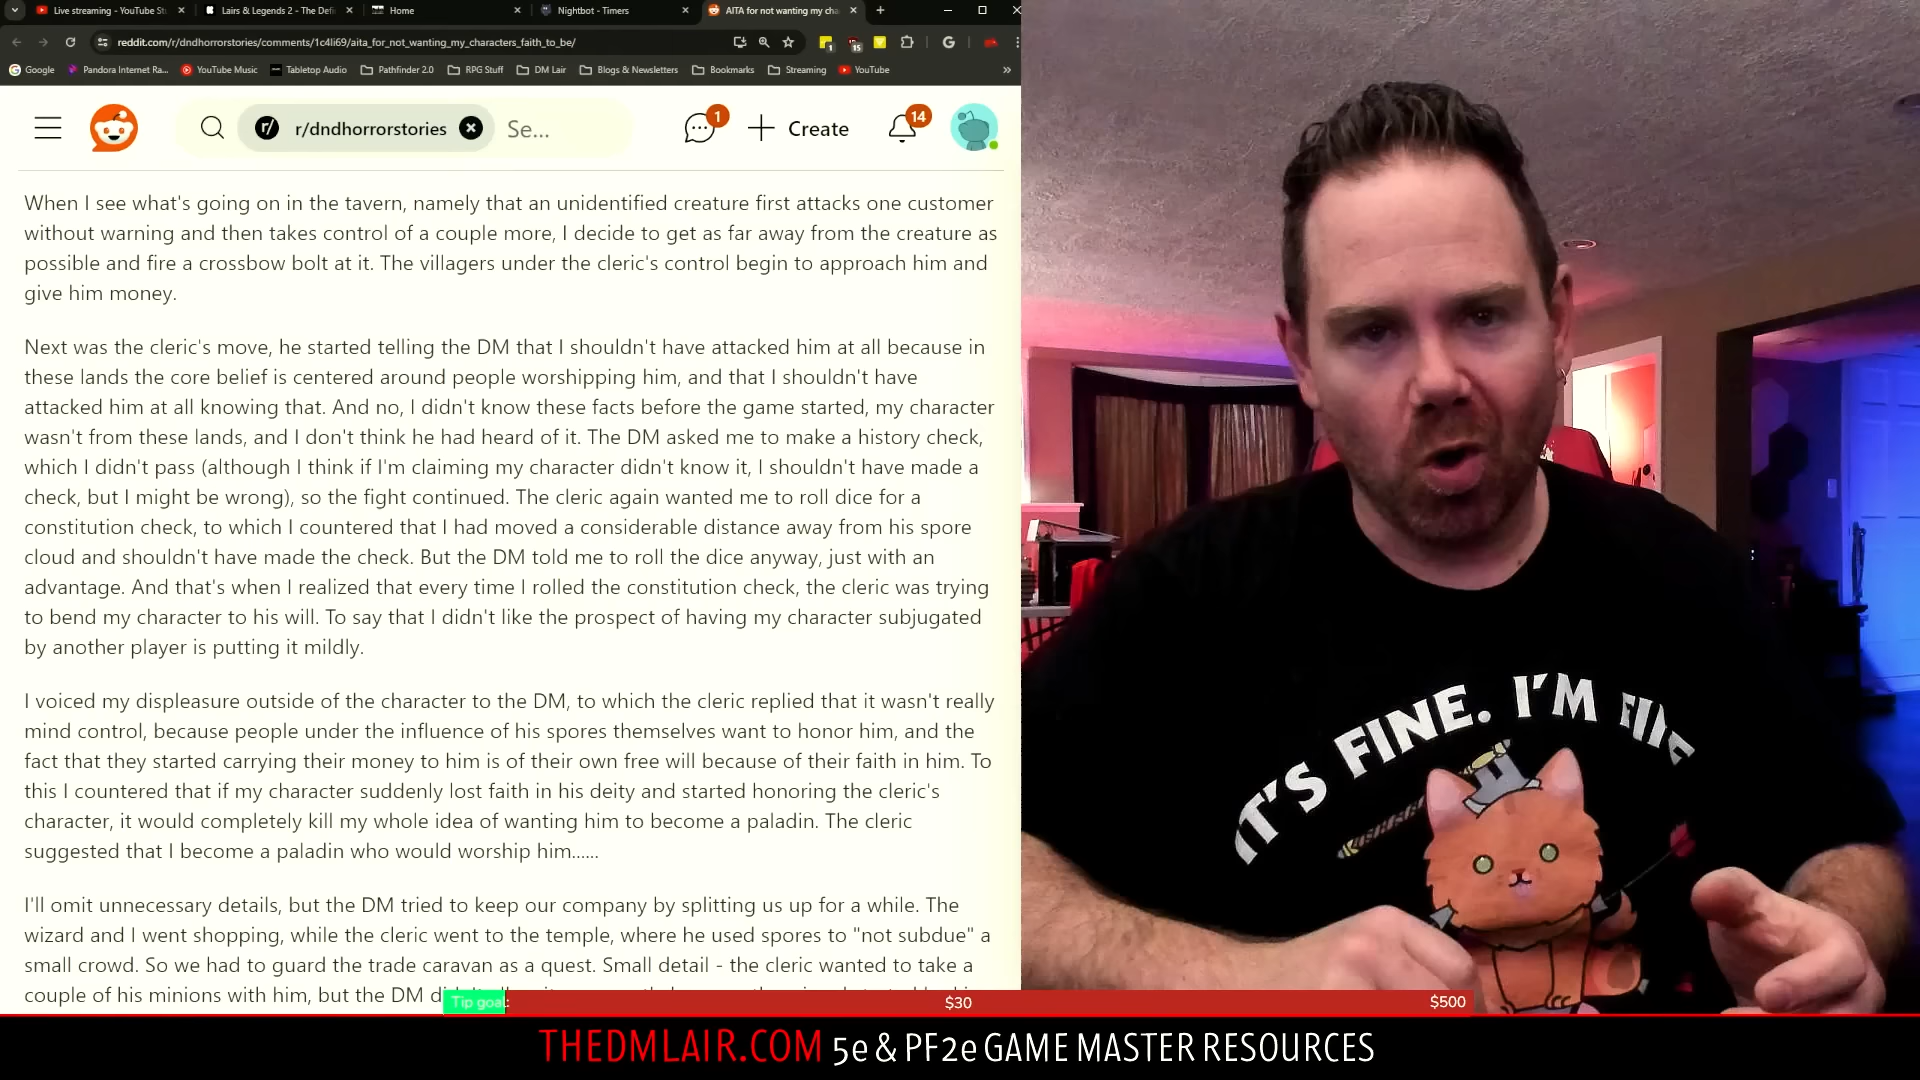 Live streaming - YouTube St
Lairs & Legends 2 - The Defi
Home
Nightbot - Timers
AITA for not wanting my cha
reddit.com/r/dndhorrorstories/comments/1c4li69/aita_for_not_wanting_my_characters_faith_to_be/
1
15
Google
Pandora Internet Ra...
YouTube Music
Tabletop Audio
Pathfinder 2.0
RPG Stuff
DM Lair
Blogs & Newsletters
Bookmarks
Streaming
YouTube
r/
r/dndhorrorstories
Se...
1
Create
14
When I see what's going on in the tavern, namely that an unidentified creature first attacks one customer
without warning and then takes control of a couple more, I decide to get as far away from the creature as
possible and fire a crossbow bolt at it. The villagers under the cleric's control begin to approach him and
give him money.
Next was the cleric's move, he started telling the DM that I shouldn't have attacked him at all because in
these lands the core belief is centered around people worshipping him, and that I shouldn't have
attacked him at all knowing that. And no, I didn't know these facts before the game started, my character
wasn't from these lands, and I don't think he had heard of it. The DM asked me to make a history check,
which I didn't pass (although I think if I'm claiming my character didn't know it, I shouldn't have made a
check, but I might be wrong), so the fight continued. The cleric again wanted me to roll dice for a
constitution check, to which I countered that I had moved a considerable distance away from his spore
cloud and shouldn't have made the check. But the DM told me to roll the dice anyway, just with an
advantage. And that's when I realized that every time I rolled the constitution check, the cleric was trying
to bend my character to his will. To say that I didn't like the prospect of having my character subjugated
by another player is putting it mildly.
I voiced my displeasure outside of the character to the DM, to which the cleric replied that it wasn't really
mind control, because people under the influence of his spores themselves want to honor him, and the
fact that they started carrying their money to him is of their own free will because of their faith in him. To
this I countered that if my character suddenly lost faith in his deity and started honoring the cleric's
character, it would completely kill my whole idea of wanting him to become a paladin. The cleric
suggested that I become a paladin who would worship him......
I'll omit unnecessary details, but the DM tried to keep our company by splitting us up for a while. The
wizard and I went shopping, while the cleric went to the temple, where he used spores to "not subdue" a
small crowd. So we had to guard the trade caravan as a quest. Small detail - the cleric wanted to take a
couple of his minions with him, but the DM
Tip goal:
$30
$500
IT'S FINE. I'M FINE
THEDMLAIR.COM 5e & PF2e GAME MASTER RESOURCES